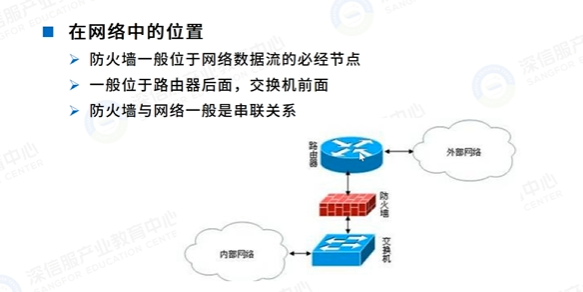 在网络中的位置
防火墙一般位于网络数据流的必经节点
一般位于路由器后面，交换机前面
防火墙与网络一般是串联关系
路由器
外部网络
防火墙
交换机
内部网络
深信服产业教育中心
SANGFOR EDUCATION CENTER